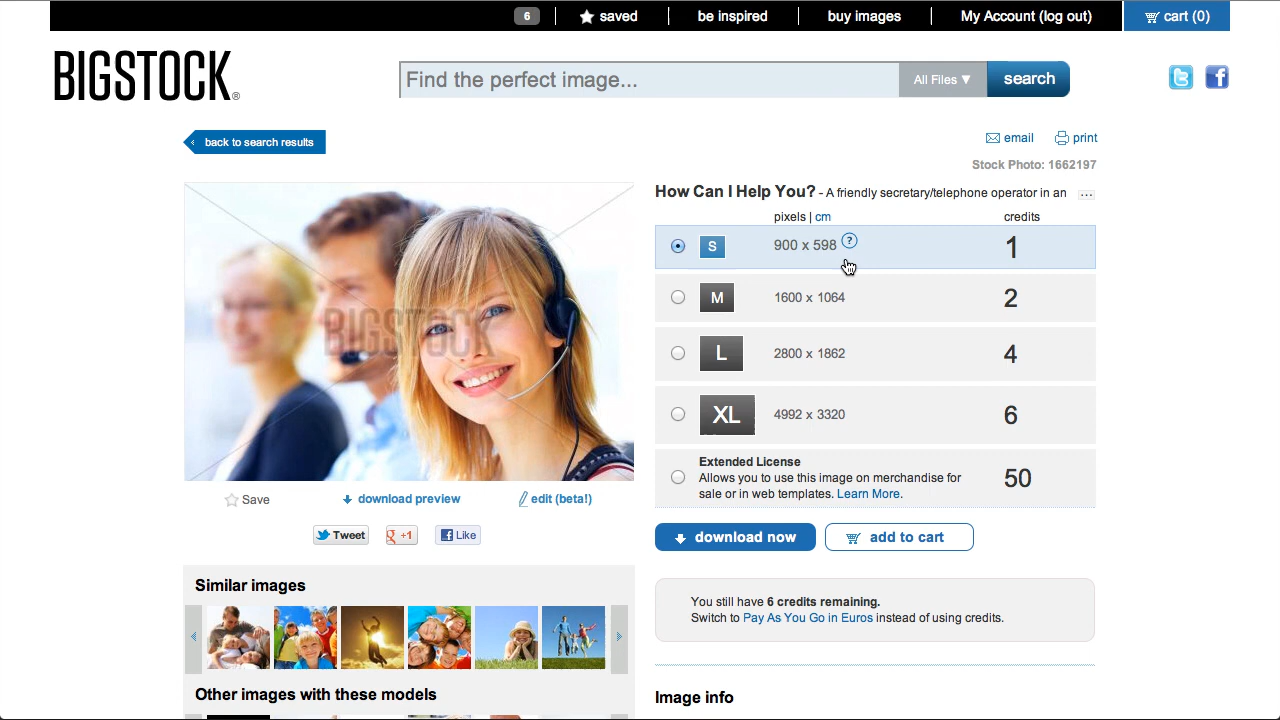 6
saved
be inspired
buy images
My Account (log out)
cart (0)
BIGSTOCK®
Find the perfect image...
All Files ▼
search
back to search results
email
print
Stock Photo: 1662197
How Can I Help You? - A friendly secretary/telephone operator in an ...
pixels | cm
credits
S 900 x 598 ? 1
M 1600 x 1064 2
L 2800 x 1862 4
XL 4992 x 3320 6
Extended License
Allows you to use this image on merchandise for
sale or in web templates. Learn More.
50
BIGSTOCK
Save
download preview
edit (beta!)
Tweet
g +1
Like
download now
add to cart
You still have 6 credits remaining.
Switch to Pay As You Go in Euros instead of using credits.
Similar images
Other images with these models
Image info